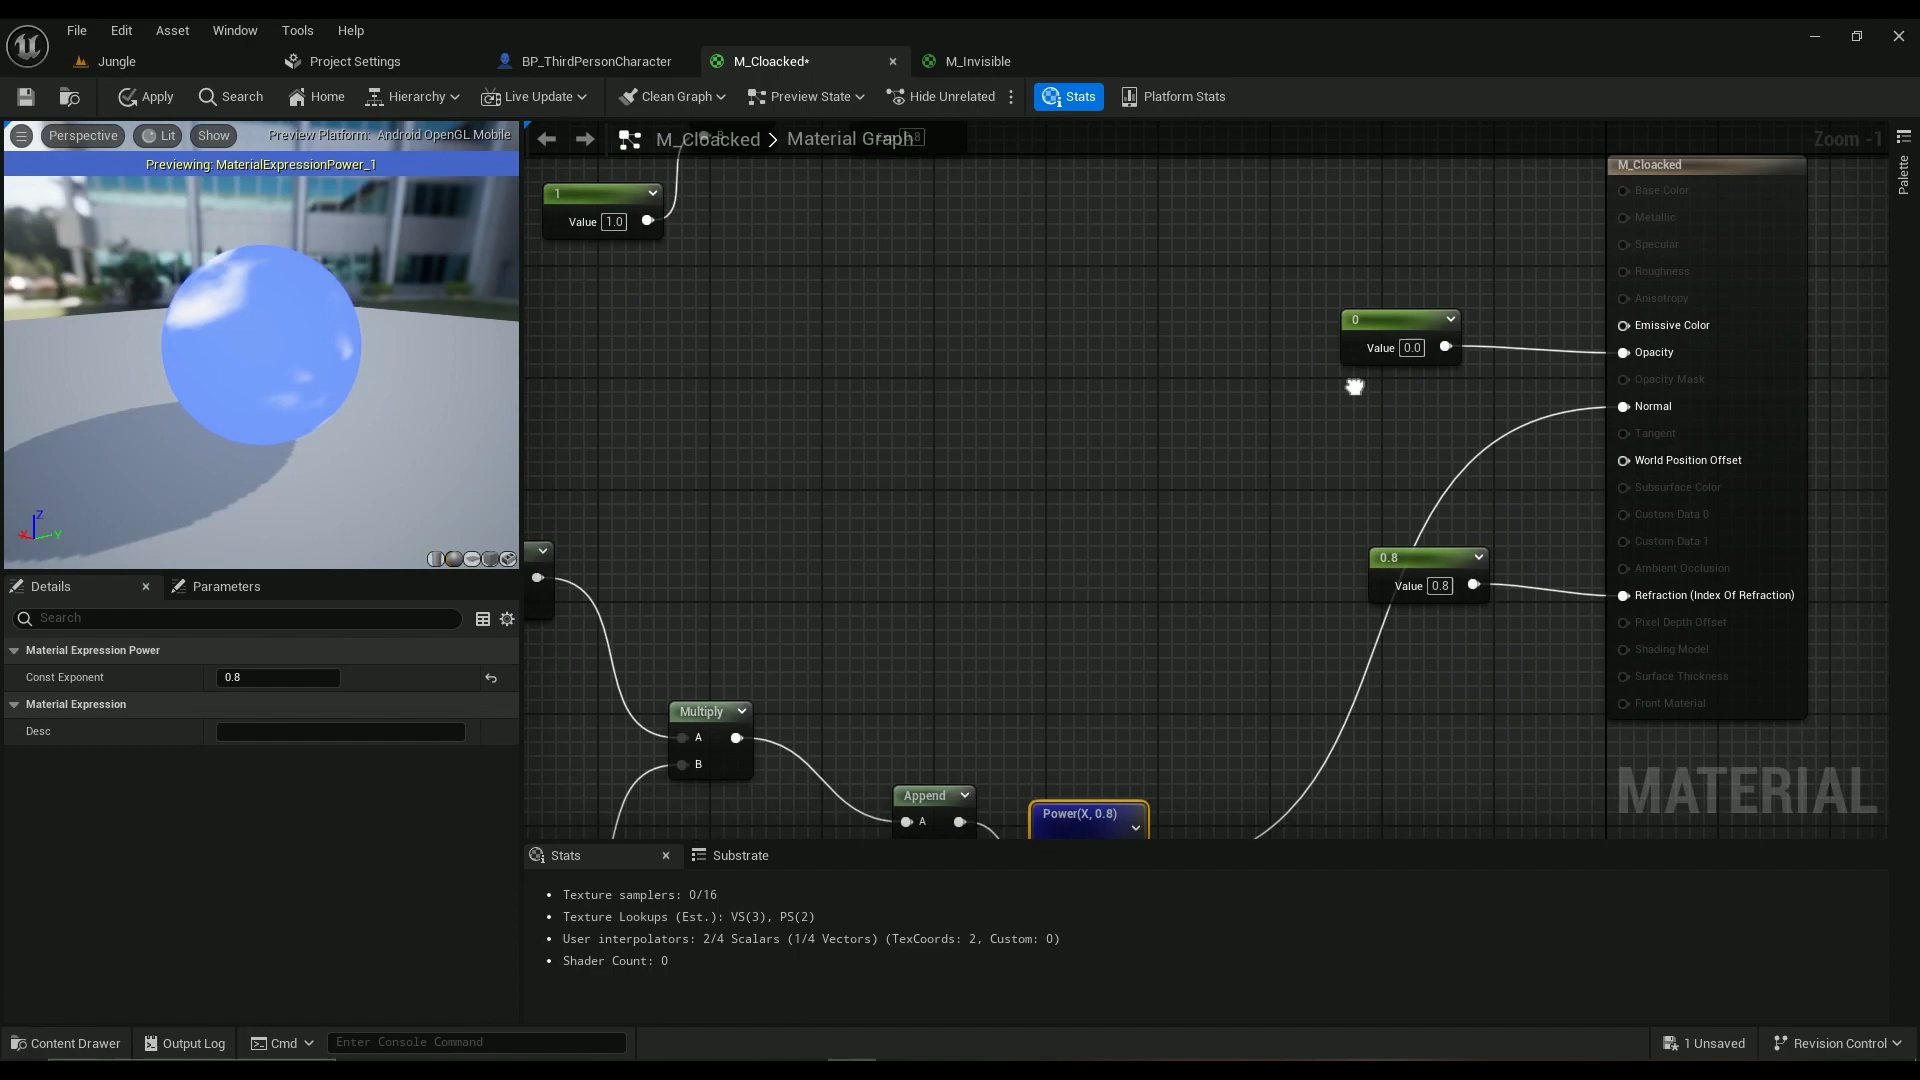 File Edit Asset Window Tools Help
Jungle Project Settings BP_ThirdPersonCharacter M_Cloacked* M_Invisible
Apply Search Home Hierarchy Live Update Clean Graph Preview State Hide Unrelated Stats Platform Stats
Perspective Lit Show Preview Platform: Android OpenGL Mobile
Previewing: MaterialExpressionPower_1
M_Cloacked > Material Graph
Zoom -1
Palette
1
Value 1.0
0
Value 0.0
0.8
Value 0.8
Multiply
A
B
Append
A
Power(X, 0.8)
M_Cloacked
Base Color
Metallic
Specular
Roughness
Anisotropy
Emissive Color
Opacity
Opacity Mask
Normal
Tangent
World Position Offset
Subsurface Color
Custom Data 0
Custom Data 1
Ambient Occlusion
Refraction (Index Of Refraction)
Pixel Depth Offset
Shading Model
Surface Thickness
Front Material
MATERIAL
Z
X Y
Details Parameters
Search
Material Expression Power
Const Exponent 0.8
Material Expression
Desc
Stats Substrate
Texture samplers: 0/16
Texture Lookups (Est.): VS(3), PS(2)
User interpolators: 2/4 Scalars (1/4 Vectors) (TexCoords: 2, Custom: 0)
Shader Count: 0
Content Drawer Output Log Cmd Enter Console Command 1 Unsaved Revision Control